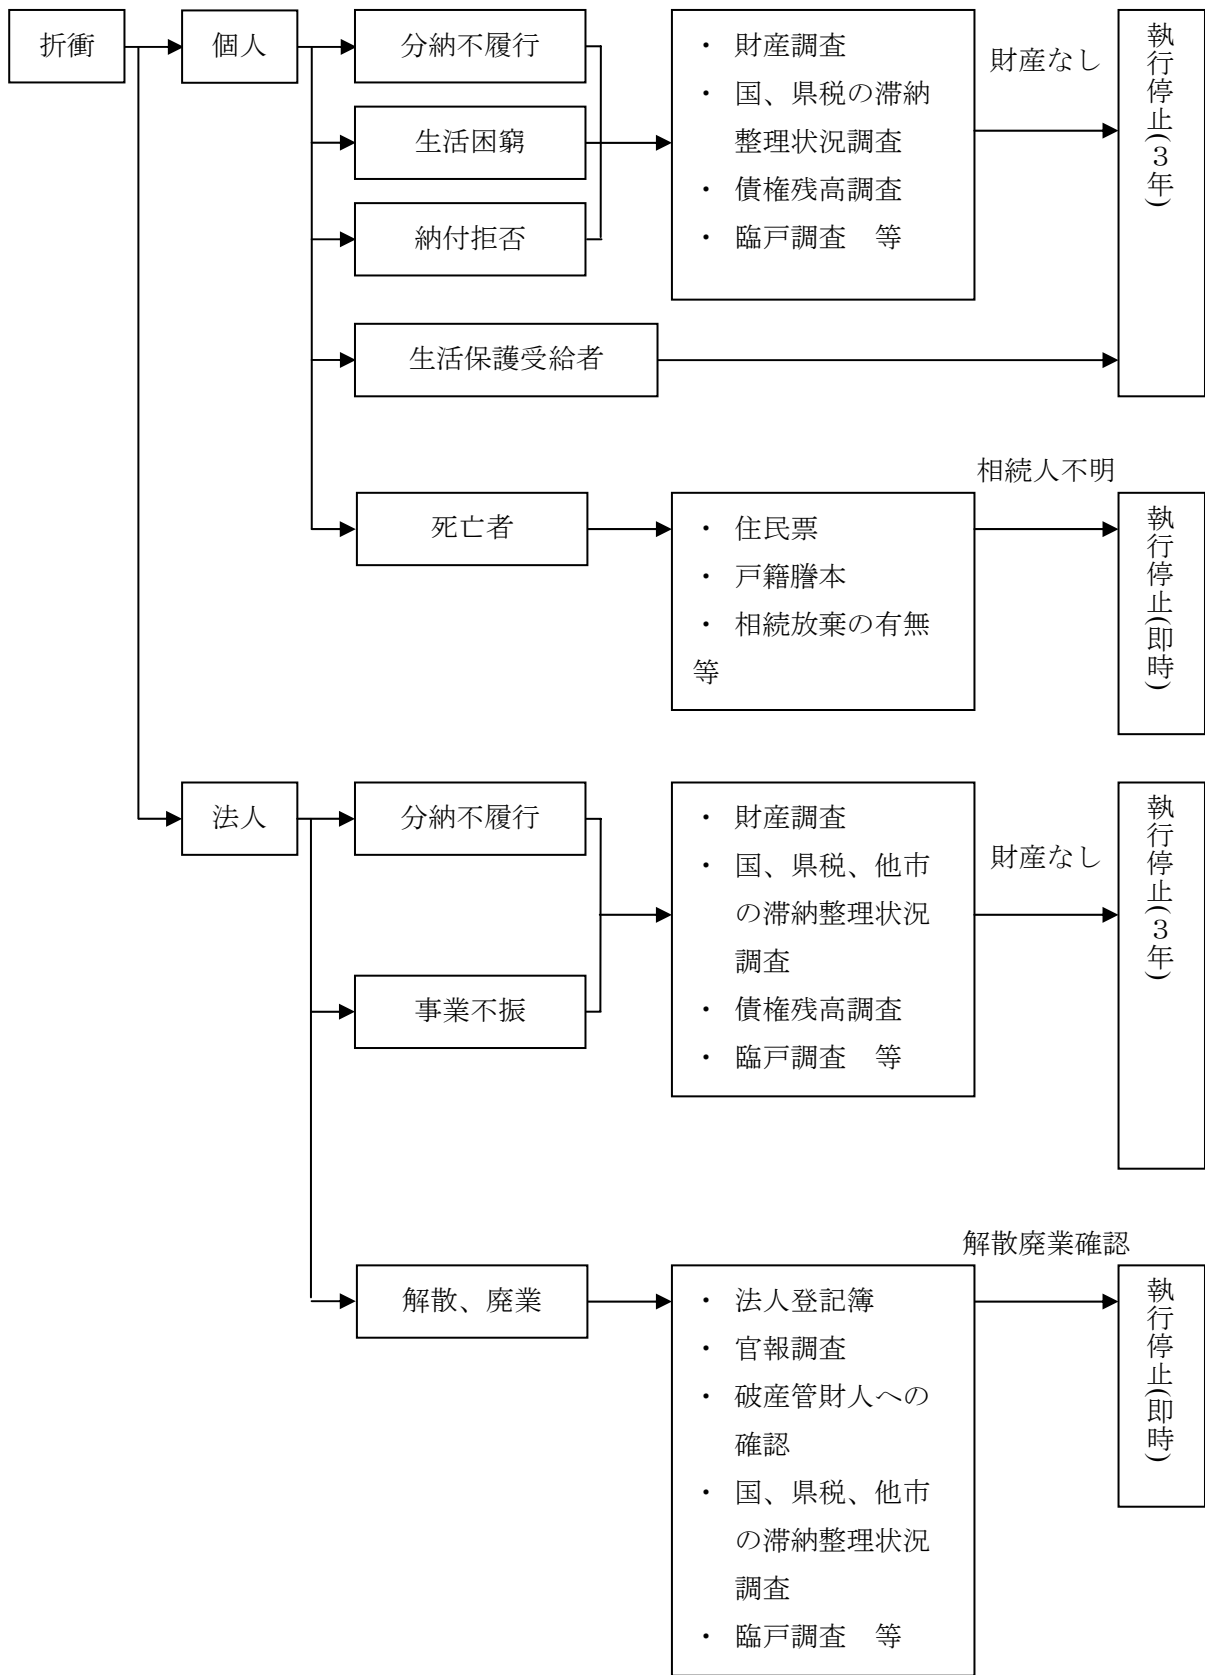 折衝
個人
分納不履行
生活困窮
納付拒否
・ 財産調査
・ 国、県税の滞納
整理状況調査
・ 債権残高調査
・ 臨戸調査　等
財産なし
執行停止(３年)
生活保護受給者
死亡者
・ 住民票
・ 戸籍謄本
・ 相続放棄の有無
等
相続人不明
執行停止(即時)
法人
分納不履行
事業不振
・ 財産調査
・ 国、県税、他市
の滞納整理状況
調査
・ 債権残高調査
・ 臨戸調査　等
財産なし
執行停止(３年)
解散、廃業
・ 法人登記簿
・ 官報調査
・ 破産管財人への
確認
・ 国、県税、他市
の滞納整理状況
調査
・ 臨戸調査　等
解散廃業確認
執行停止(即時)